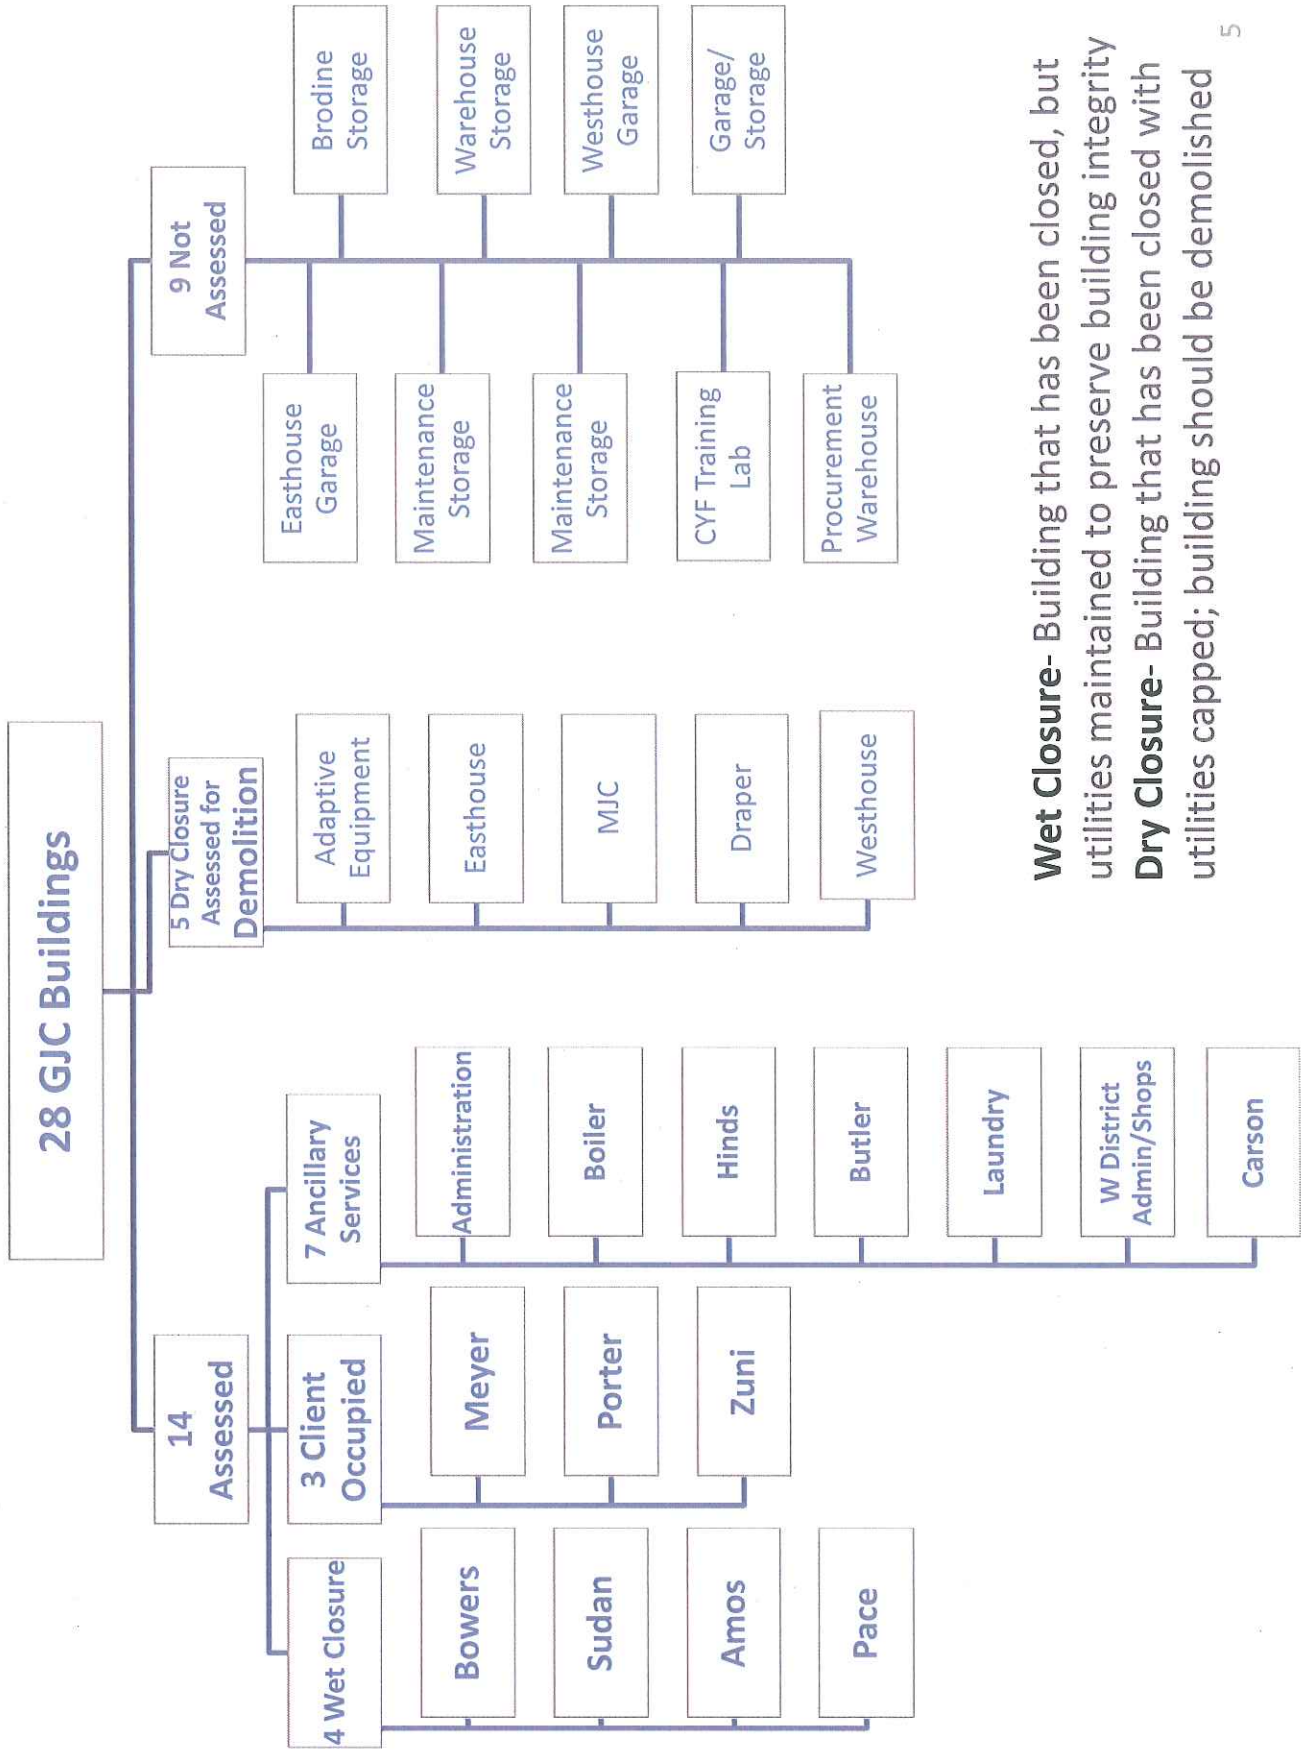 28 GJC Buildings
14
Assessed
4 Wet Closure
Bowers
Sudan
Amos
Pace
3 Client
Occupied
Meyer
Porter
Zuni
7 Ancillary
Services
Administration
Boiler
Hinds
Butler
Laundry
W District
Admin/Shops
Carson
5 Dry Closure
Assessed for
Demolition
Adaptive
Equipment
Easthouse
MJC
Draper
Westhouse
9 Not
Assessed
Easthouse
Garage
Brodine
Storage
Maintenance
Storage
Warehouse
Storage
Maintenance
Storage
Westhouse
Garage
CYF Training
Lab
Garage/
Storage
Procurement
Warehouse
Wet Closure- Building that has been closed, but
utilities maintained to preserve building integrity
Dry Closure- Building that has been closed with
utilities capped; building should be demolished
5